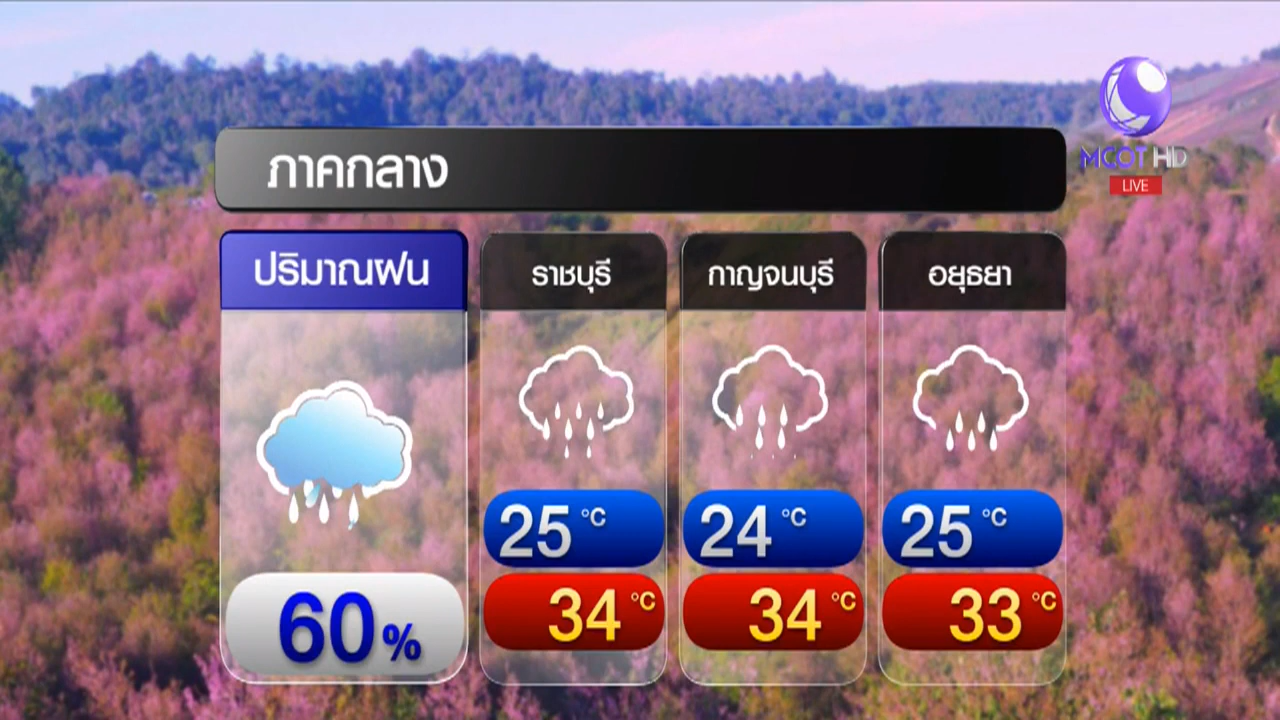 MCOT HD
LIVE
ภาคกลาง
ปริมาณฝน
60%
ราชบุรี
25 °C
34 °C
กาญจนบุรี
24 °C
34 °C
อยุธยา
25 °C
33 °C